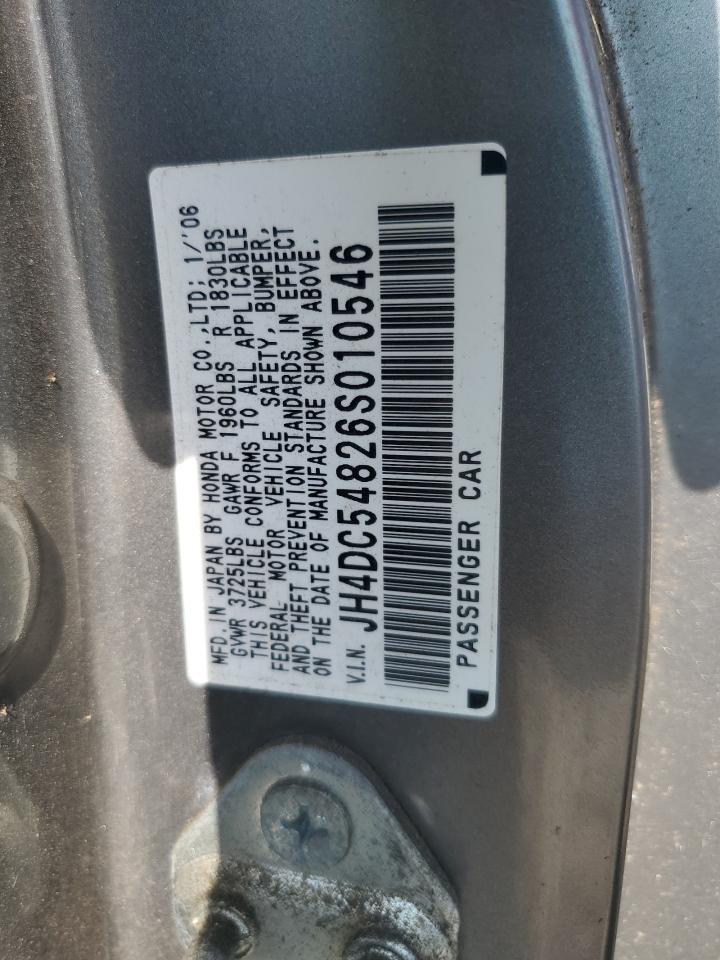 MFD. IN JAPAN BY HONDA MOTOR CO.,LTD; 1/'06
GVWR 3725LBS GAWR F 1960LBS R 1830LBS
THIS VEHICLE CONFORMS TO ALL APPLICABLE
FEDERAL MOTOR VEHICLE SAFETY, BUMPER,
AND THEFT PREVENTION STANDARDS IN EFFECT
ON THE DATE OF MANUFACTURE SHOWN ABOVE.
V.I.N. JH4DC54826S010546
PASSENGER CAR